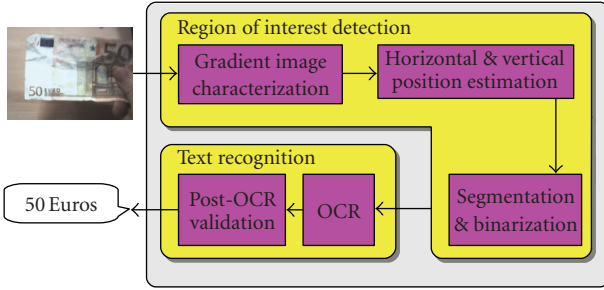 Region of interest detection
Gradient image
characterization
Horizontal & vertical
position estimation
50
50
Segmentation
& binarization
Text recognition
Post-OCR
validation
OCR
50 Euros